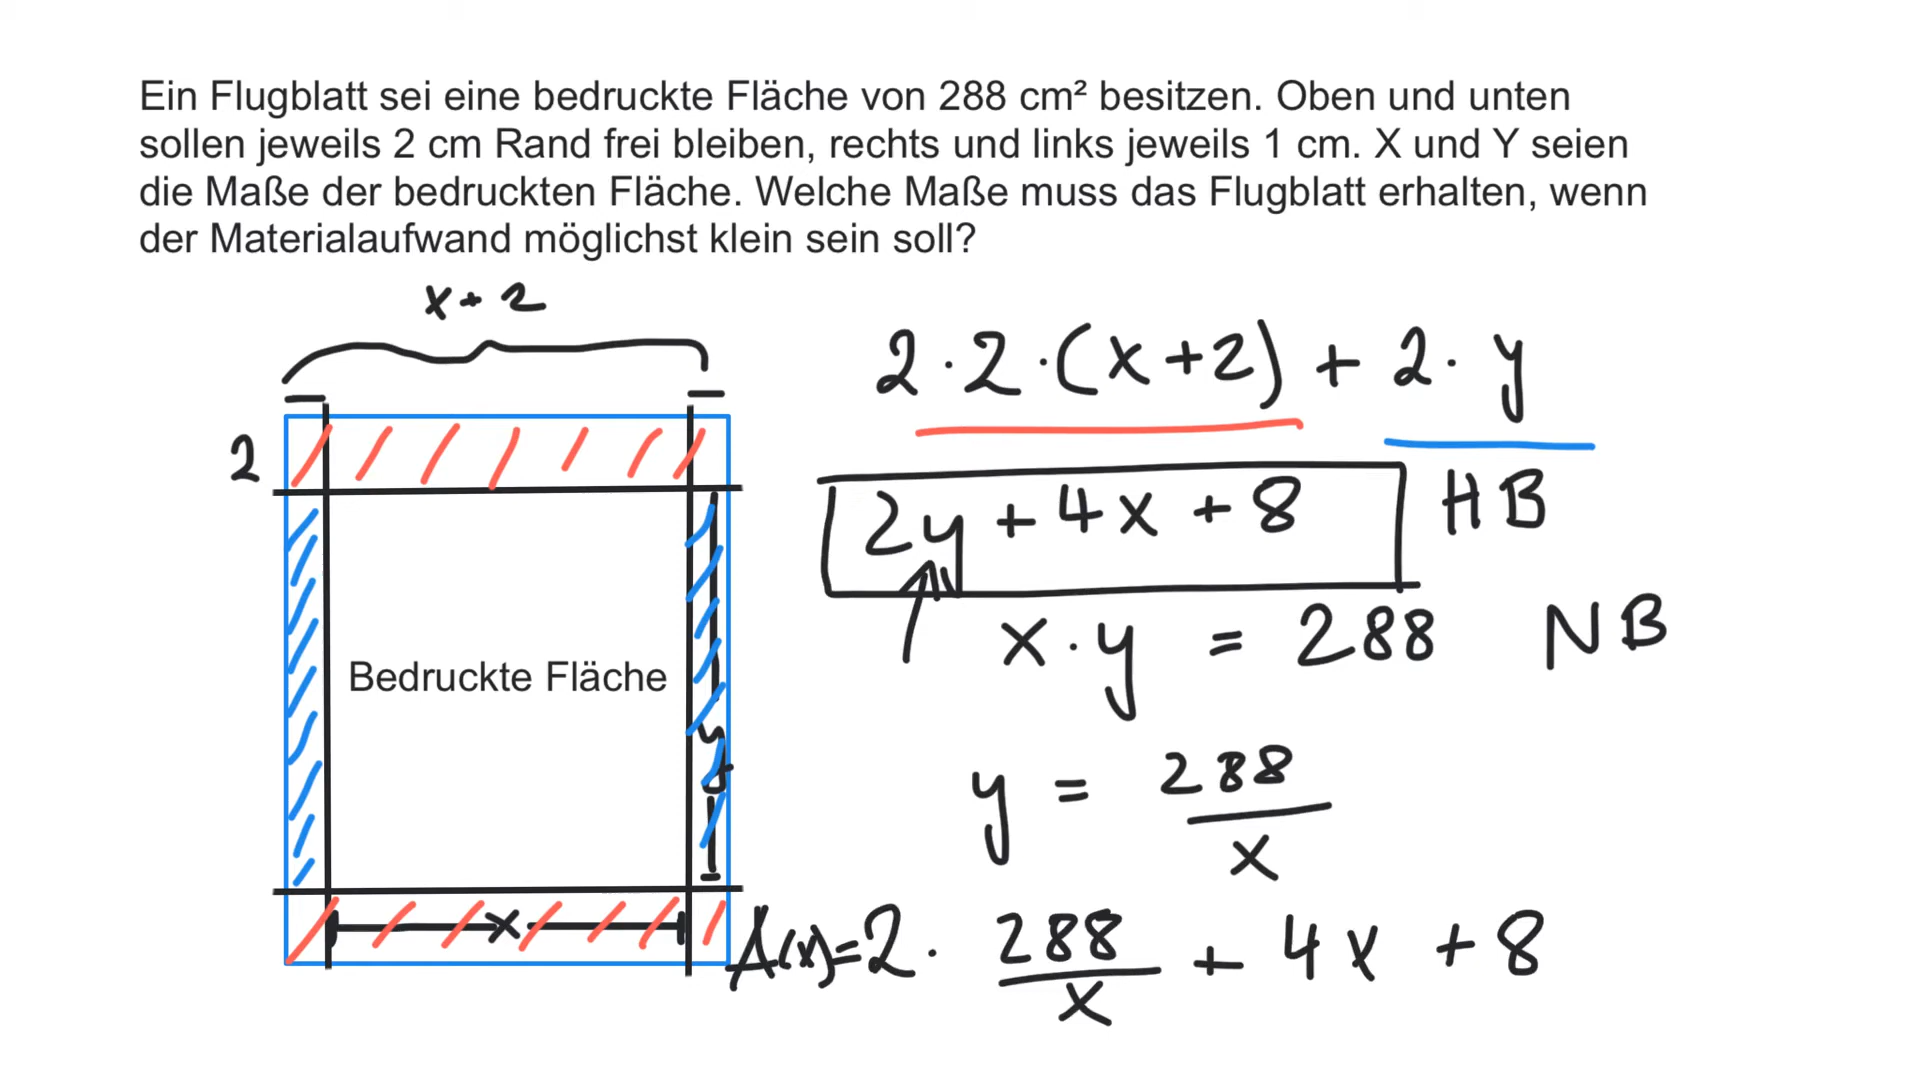 Ein Flugblatt sei eine bedruckte Fläche von 288 cm² besitzen. Oben und unten
sollen jeweils 2 cm Rand frei bleiben, rechts und links jeweils 1 cm. X und Y seien
die Maße der bedruckten Fläche. Welche Maße muss das Flugblatt erhalten, wenn
der Materialaufwand möglichst klein sein soll?
x + 2
2 · 2 · (x + 2) + 2 · y
2
2y + 4x + 8 HB
x · y = 288 NB
Bedruckte Fläche
y
y = 288/x
x
A(x) = 2 · 288/x + 4x + 8